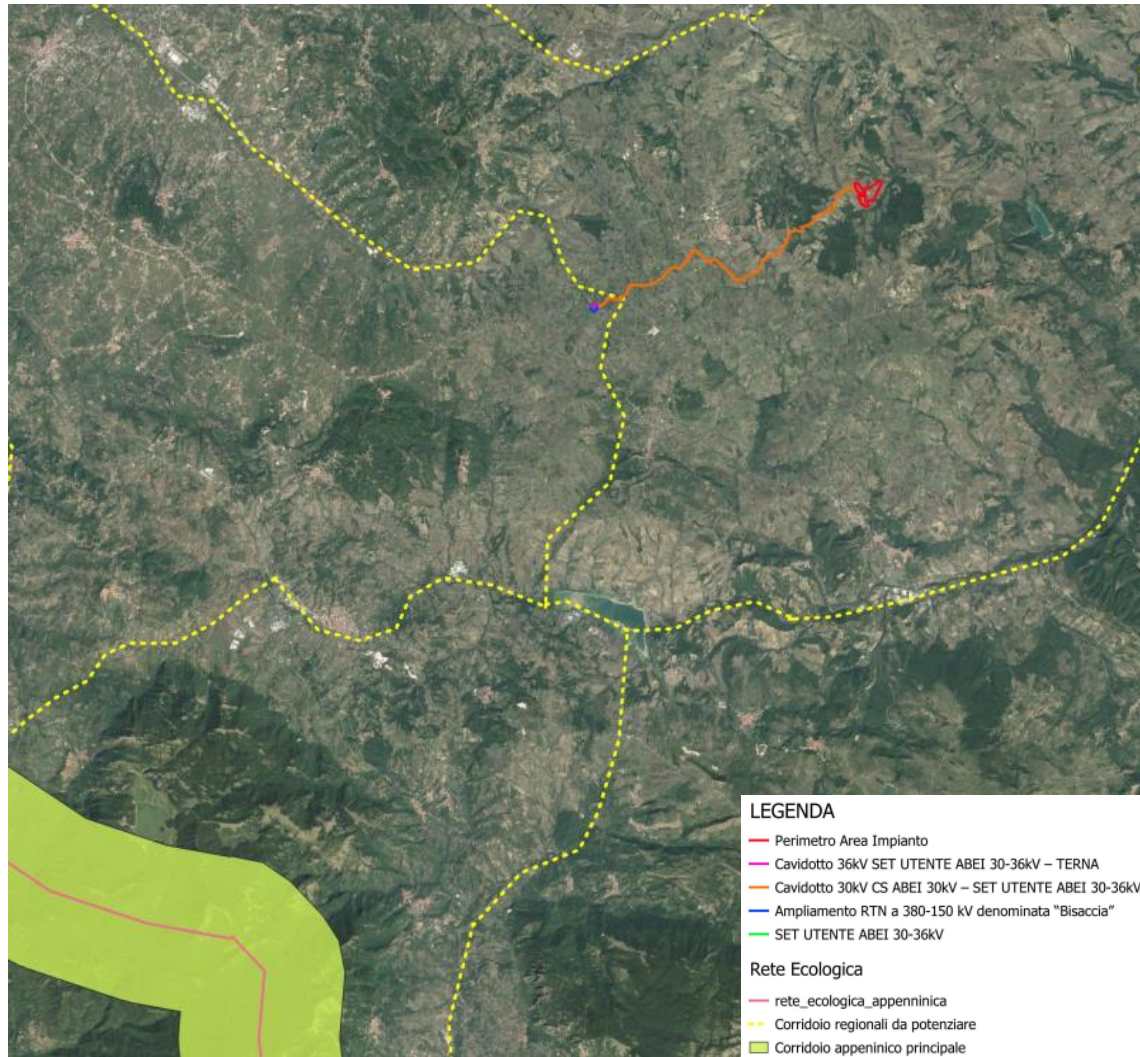 LEGENDA
Perimetro Area Impianto
Cavidotto 36kV SET UTENTE ABEI 30-36kV – TERNA
Cavidotto 30kV CS ABEI 30kV – SET UTENTE ABEI 30-36kV
Ampliamento RTN a 380-150 kV denominata "Bisaccia"
SET UTENTE ABEI 30-36kV
Rete Ecologica
rete_ecologica_appenninica
Corridoio regionali da potenziare
Corridoio appeninico principale